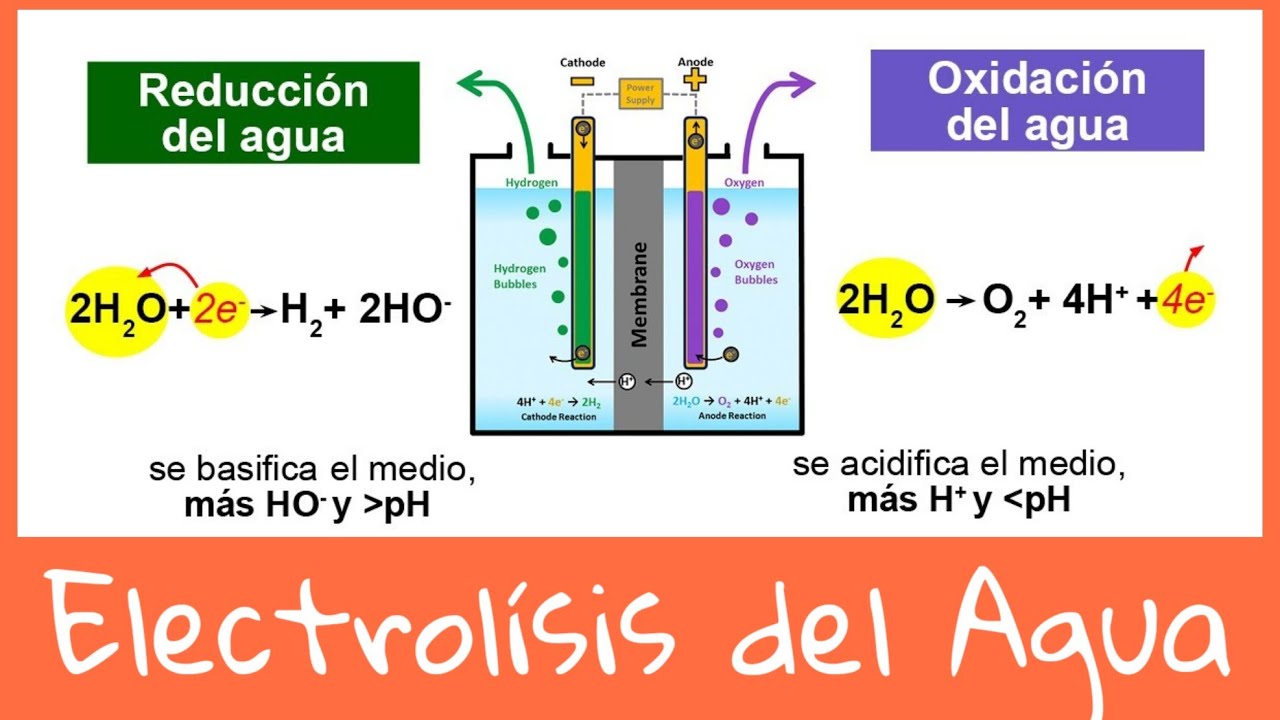 Reducción
del agua
2H₂O+2e⁻→H₂+ 2HO⁻
se basifica el medio,
más HO⁻ y >pH
Cathode
Anode
Power
Supply
e⁻
e⁻
Hydrogen
Oxygen
Hydrogen
Bubbles
Membrane
Oxygen
Bubbles
e⁻
e⁻
H⁺
H⁺
4H⁺ + 4e⁻ → 2H₂
Cathode Reaction
2H₂O → O₂ + 4H⁺ + 4e⁻
Anode Reaction
Oxidación
del agua
2H₂O →O₂+ 4H⁺ +4e⁻
se acidifica el medio,
más H⁺ y <pH
Electrolísis del Agua